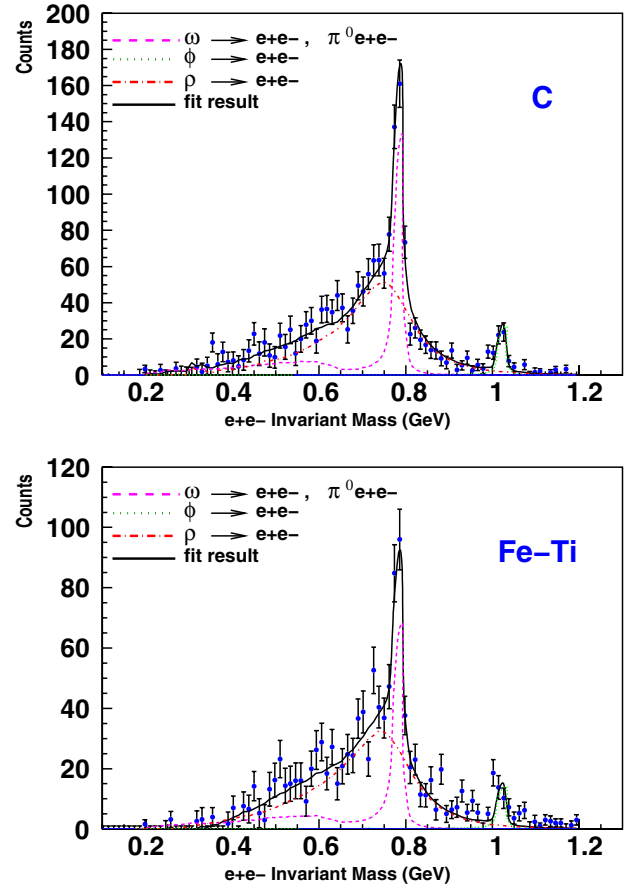 Counts
200
180
160
140
120
100
80
60
40
20
0
ω → e+e− , π⁰e+e−
φ → e+e−
ρ → e+e−
fit result
C
0.2 0.4 0.6 0.8 1 1.2
e+e− Invariant Mass (GeV)
Counts
120
100
80
60
40
20
0
ω → e+e− , π⁰e+e−
φ → e+e−
ρ → e+e−
fit result
Fe−Ti
0.2 0.4 0.6 0.8 1 1.2
e+e− Invariant Mass (GeV)